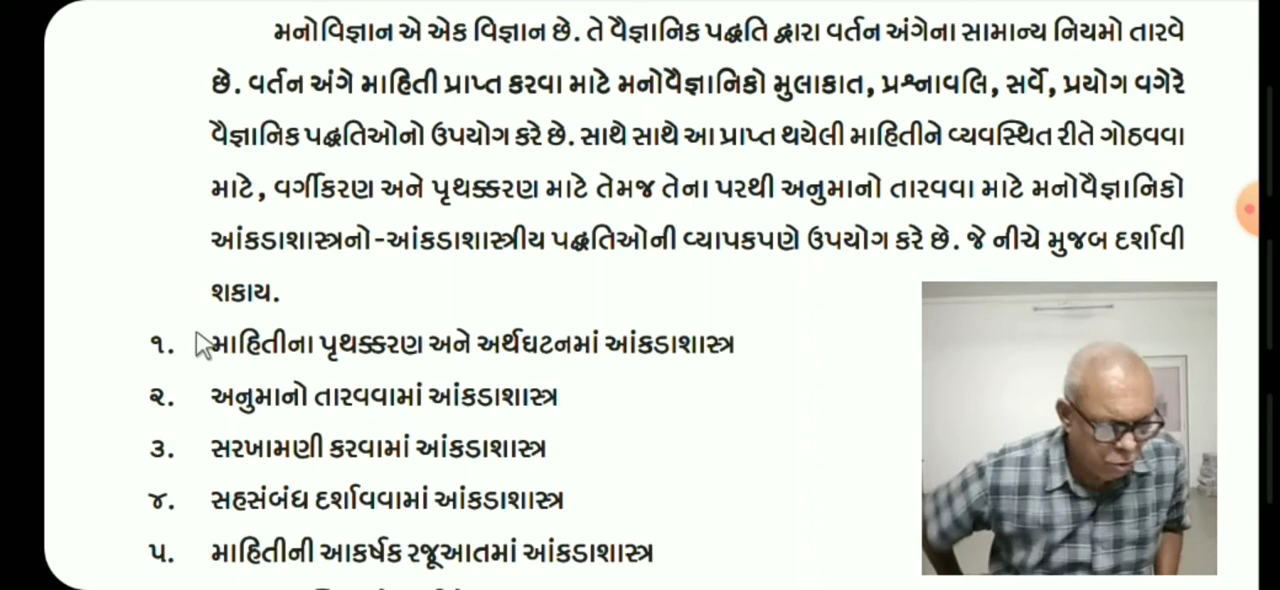 મનોવિજ્ઞાન એ એક વિજ્ઞાન છે. તે વૈજ્ઞાનિક પદ્ધતિ દ્વારા વર્તન અંગેના સામાન્ય નિયમો તારવે
છે. વર્તન અંગે માહિતી પ્રાપ્ત કરવા માટે મનોવૈજ્ઞાનિકો મુલાકાત, પ્રશ્નાવલિ, સર્વે, પ્રયોગ વગેરે
વૈજ્ઞાનિક પદ્ધતિઓનો ઉપયોગ કરે છે. સાથે સાથે આ પ્રાપ્ત થયેલી માહિતીને વ્યવસ્થિત રીતે ગોઠવવા
માટે, વર્ગીકરણ અને પૃથક્કરણ માટે તેમજ તેના પરથી અનુમાનો તારવવા માટે મનોવૈજ્ઞાનિકો
આંકડાશાસ્ત્રનો-આંકડાશાસ્ત્રીય પદ્ધતિઓની વ્યાપકપણે ઉપયોગ કરે છે. જે નીચે મુજબ દર્શાવી
શકાય.
૧. માહિતીના પૃથક્કરણ અને અર્થઘટનમાં આંકડાશાસ્ત્ર
૨. અનુમાનો તારવવામાં આંકડાશાસ્ત્ર
૩. સરખામણી કરવામાં આંકડાશાસ્ત્ર
૪. સહસંબંધ દર્શાવવામાં આંકડાશાસ્ત્ર
૫. માહિતીની આકર્ષક રજૂઆતમાં આંકડાશાસ્ત્ર